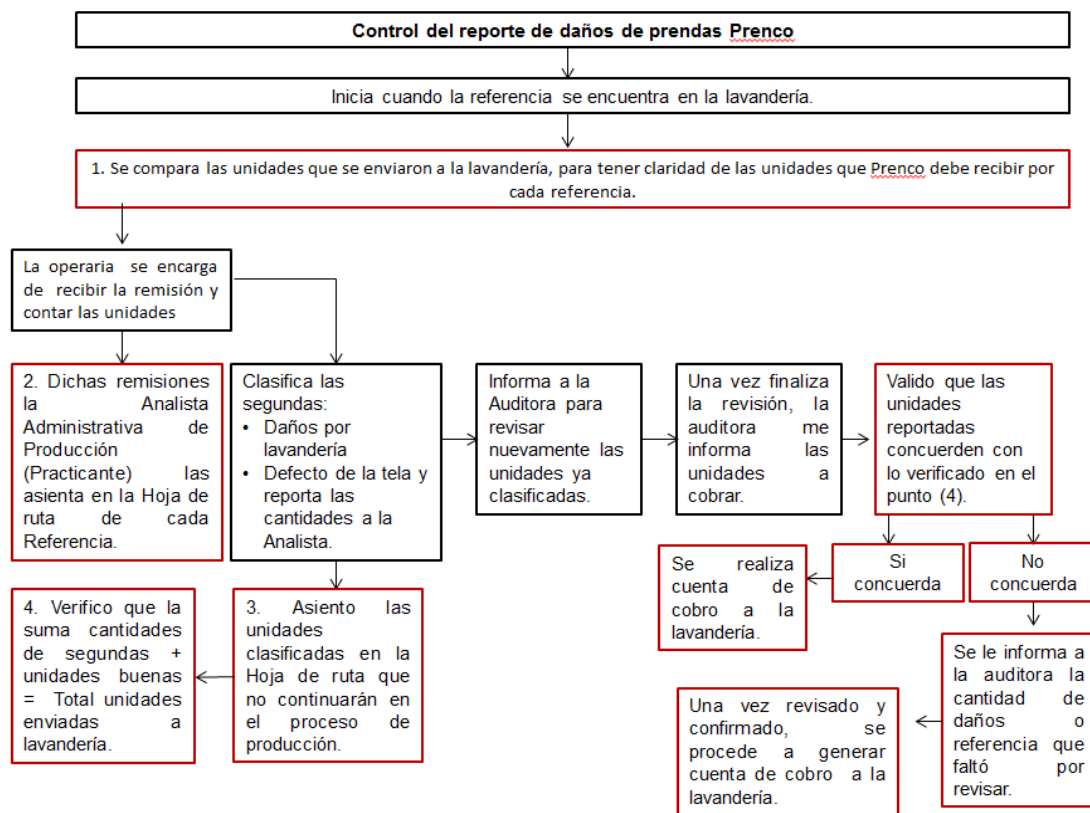 Control del reporte de daños de prendas Prenco
Inicia cuando la referencia se encuentra en la lavandería.
1. Se compara las unidades que se enviaron a la lavandería, para tener claridad de las unidades que Prenco debe recibir por
cada referencia.
La operaria se encarga
de recibir la remisión y
contar las unidades
2. Dichas remisiones
la Analista
Administrativa de
Producción
(Practicante) las
asienta en la Hoja de
ruta de cada
Referencia.
Clasifica las
segundas:
• Daños por
lavandería
• Defecto de la tela y
reporta las
cantidades a la
Analista.
Informa a la
Auditora para
revisar
nuevamente las
unidades ya
clasificadas.
Una vez finaliza
la revisión, la
auditora me
informa las
unidades a
cobrar.
Valido que las
unidades
reportadas
concuerden con
lo verificado en el
punto (4).
Se realiza
cuenta de
cobro a la
lavandería.
Si
concuerda
No
concuerda
4. Verifico que la
suma cantidades
de segundas +
unidades buenas
= Total unidades
enviadas a
lavandería.
3. Asiento las
unidades
clasificadas en la
Hoja de ruta que
no continuarán en
el proceso de
producción.
Se le informa a
la auditora la
cantidad de
daños o
referencia que
faltó por
revisar.
Una vez revisado y
confirmado, se
procede a generar
cuenta de cobro a la
lavandería.